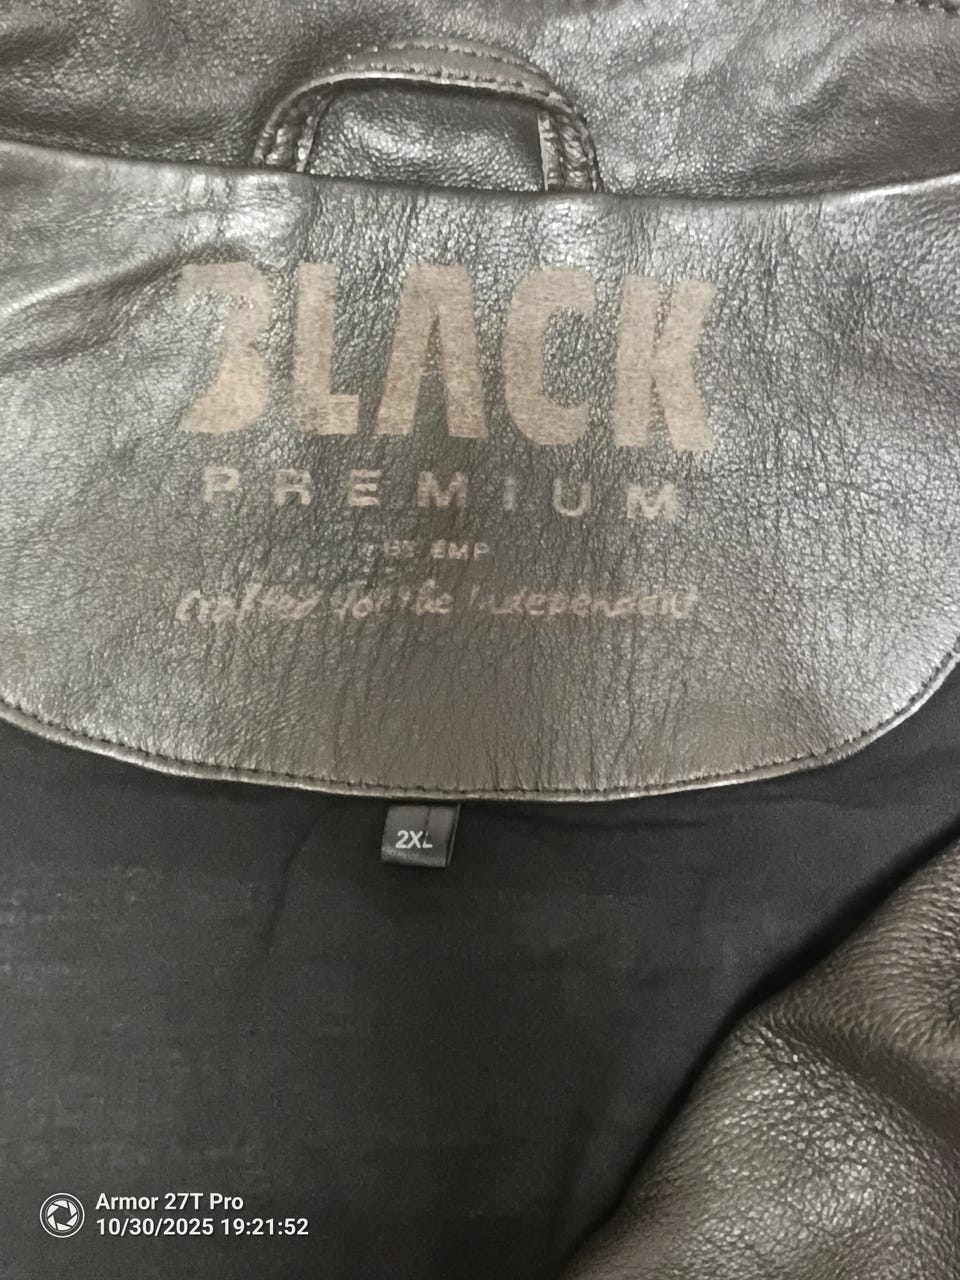 BLACK
PREMIUM
BY EMP
Crafted for the Independent
2XL
Armor 27T Pro
10/30/2025 19:21:52